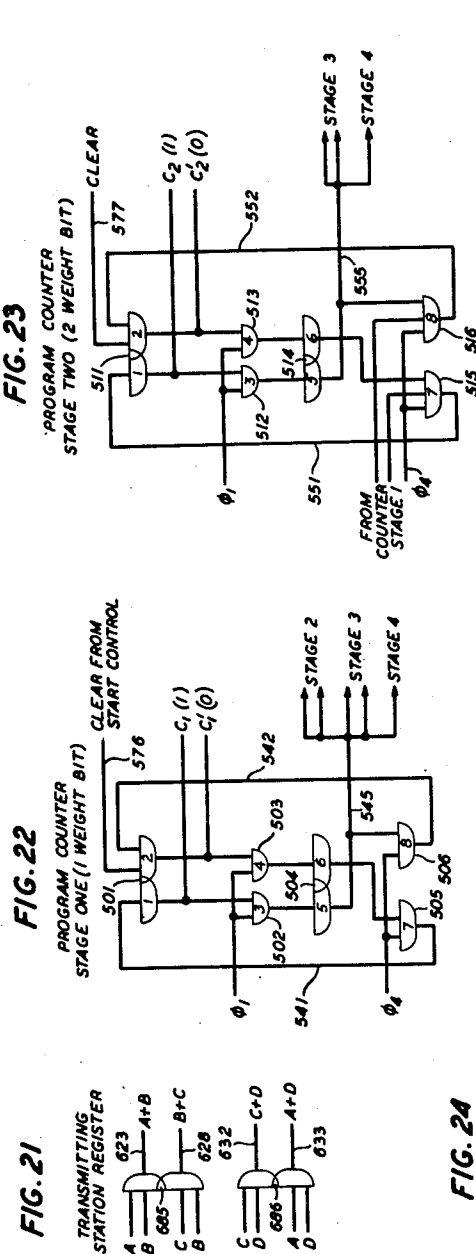 FIG. 21
TRANSMITTING
STATION REGISTER
A
B
C
B
685
623
A+B
B+C
628
C
D
A
D
686
632
C+D
A+D
633
FIG. 22
PROGRAM COUNTER
STAGE ONE (1 WEIGHT BIT)
CLEAR FROM
START CONTROL
576
501
1
2
C1 (1)
C'1 (0)
542
ϕ1
3
4
502
503
504
5
6
STAGE 2
STAGE 3
STAGE 4
545
541
ϕ4
7
8
505
506
FIG. 23
PROGRAM COUNTER
STAGE TWO (2 WEIGHT BIT)
CLEAR
577
511
1
2
C2 (1)
C'2 (0)
552
ϕ1
3
4
512
513
514
5
6
STAGE 3
STAGE 4
555
551
FROM
COUNTER
STAGE 1
ϕ4
7
8
515
516
FIG. 24